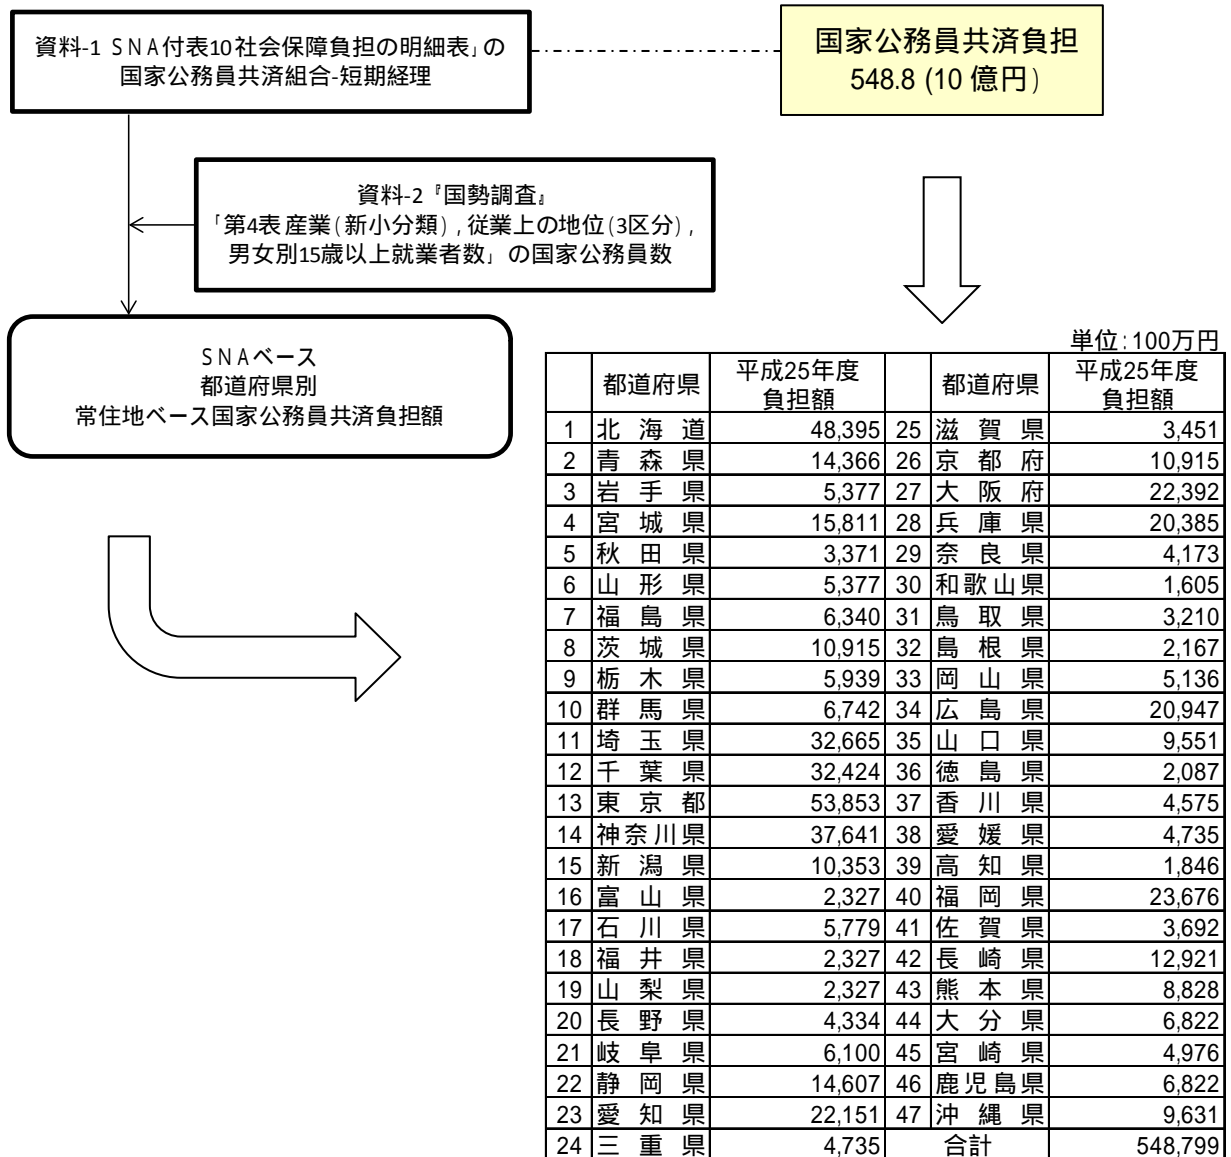 資料-1 SNA付表10社会保障負担の明細表」の
国家公務員共済組合-短期経理
国家公務員共済負担
548.8 (10 億円)
資料-2『国勢調査』
「第4表 産業(新小分類),従業上の地位(3区分),
男女別15歳以上就業者数」の国家公務員数
SNAベース
都道府県別
常住地ベース国家公務員共済負担額
単位:100万円
都道府県 平成25年度 負担額 都道府県 平成25年度 負担額
1 北海道 48,395 25 滋賀県 3,451
2 青森県 14,366 26 京都府 10,915
3 岩手県 5,377 27 大阪府 22,392
4 宮城県 15,811 28 兵庫県 20,385
5 秋田県 3,371 29 奈良県 4,173
6 山形県 5,377 30 和歌山県 1,605
7 福島県 6,340 31 鳥取県 3,210
8 茨城県 10,915 32 島根県 2,167
9 栃木県 5,939 33 岡山県 5,136
10 群馬県 6,742 34 広島県 20,947
11 埼玉県 32,665 35 山口県 9,551
12 千葉県 32,424 36 徳島県 2,087
13 東京都 53,853 37 香川県 4,575
14 神奈川県 37,641 38 愛媛県 4,735
15 新潟県 10,353 39 高知県 1,846
16 富山県 2,327 40 福岡県 23,676
17 石川県 5,779 41 佐賀県 3,692
18 福井県 2,327 42 長崎県 12,921
19 山梨県 2,327 43 熊本県 8,828
20 長野県 4,334 44 大分県 6,822
21 岐阜県 6,100 45 宮崎県 4,976
22 静岡県 14,607 46 鹿児島県 6,822
23 愛知県 22,151 47 沖縄県 9,631
24 三重県 4,735 合計 548,799